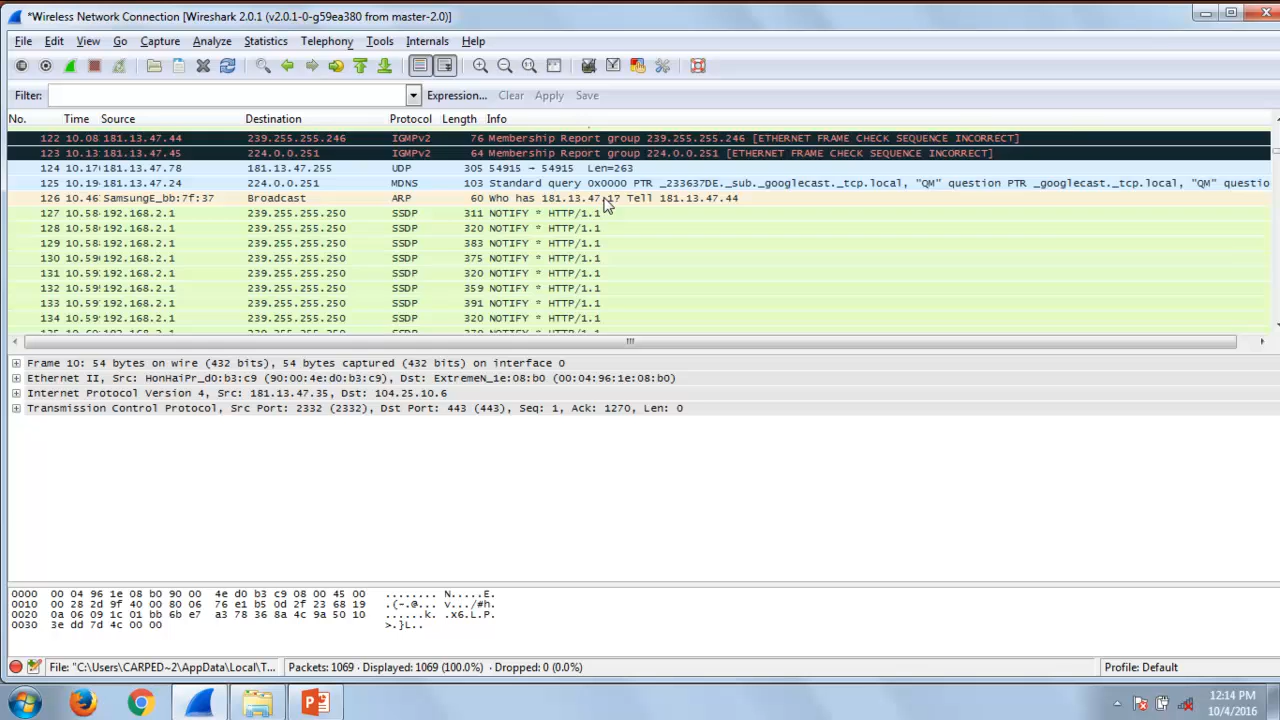 *Wireless Network Connection [Wireshark 2.0.1 (v2.0.1-0-g59ea380 from master-2.0)]
File Edit View Go Capture Analyze Statistics Telephony Tools Internals Help
Filter: Expression... Clear Apply Save
No. Time Source Destination Protocol Length Info
122 10.08 181.13.47.44 239.255.255.246 IGMPv2 76 Membership Report group 239.255.255.246 [ETHERNET FRAME CHECK SEQUENCE INCORRECT]
123 10.13 181.13.47.45 224.0.0.251 IGMPv2 64 Membership Report group 224.0.0.251 [ETHERNET FRAME CHECK SEQUENCE INCORRECT]
124 10.17 181.13.47.78 181.13.47.255 UDP 305 54915 → 54915 Len=263
125 10.19 181.13.47.24 224.0.0.251 MDNS 103 Standard query 0x0000 PTR _233637DE._sub._googlecast._tcp.local, "QM" question PTR _googlecast._tcp.local, "QM" questio
126 10.46 SamsungE_bb:7f:37 Broadcast ARP 60 Who has 181.13.47.1? Tell 181.13.47.44
127 10.58 192.168.2.1 239.255.255.250 SSDP 311 NOTIFY * HTTP/1.1
128 10.58 192.168.2.1 239.255.255.250 SSDP 320 NOTIFY * HTTP/1.1
129 10.58 192.168.2.1 239.255.255.250 SSDP 383 NOTIFY * HTTP/1.1
130 10.59 192.168.2.1 239.255.255.250 SSDP 375 NOTIFY * HTTP/1.1
131 10.59 192.168.2.1 239.255.255.250 SSDP 320 NOTIFY * HTTP/1.1
132 10.59 192.168.2.1 239.255.255.250 SSDP 359 NOTIFY * HTTP/1.1
133 10.59 192.168.2.1 239.255.255.250 SSDP 391 NOTIFY * HTTP/1.1
134 10.59 192.168.2.1 239.255.255.250 SSDP 320 NOTIFY * HTTP/1.1
Frame 10: 54 bytes on wire (432 bits), 54 bytes captured (432 bits) on interface 0
Ethernet II, Src: HonHaiPr_d0:b3:c9 (90:00:4e:d0:b3:c9), Dst: ExtremeN_1e:08:b0 (00:04:96:1e:08:b0)
Internet Protocol Version 4, Src: 181.13.47.35, Dst: 104.25.10.6
Transmission Control Protocol, Src Port: 2332 (2332), Dst Port: 443 (443), Seq: 1, Ack: 1270, Len: 0
0000 00 04 96 1e 08 b0 90 00 4e d0 b3 c9 08 00 45 00 ........ N.....E.
0010 00 28 2d 9f 40 00 80 06 76 e1 b5 0d 2f 23 68 19 .(-.@... v.../#h.
0020 0a 06 09 1c 01 bb 6b e7 a3 78 36 8a 4c 9a 50 10 ......k. .x6.L.P.
0030 3e dd 7d 4c 00 00 >.}L..
File: "C:\Users\CARPED~2\AppData\Local\T... Packets: 1069 · Displayed: 1069 (100.0%) · Dropped: 0 (0.0%) Profile: Default
12:14 PM
10/4/2016